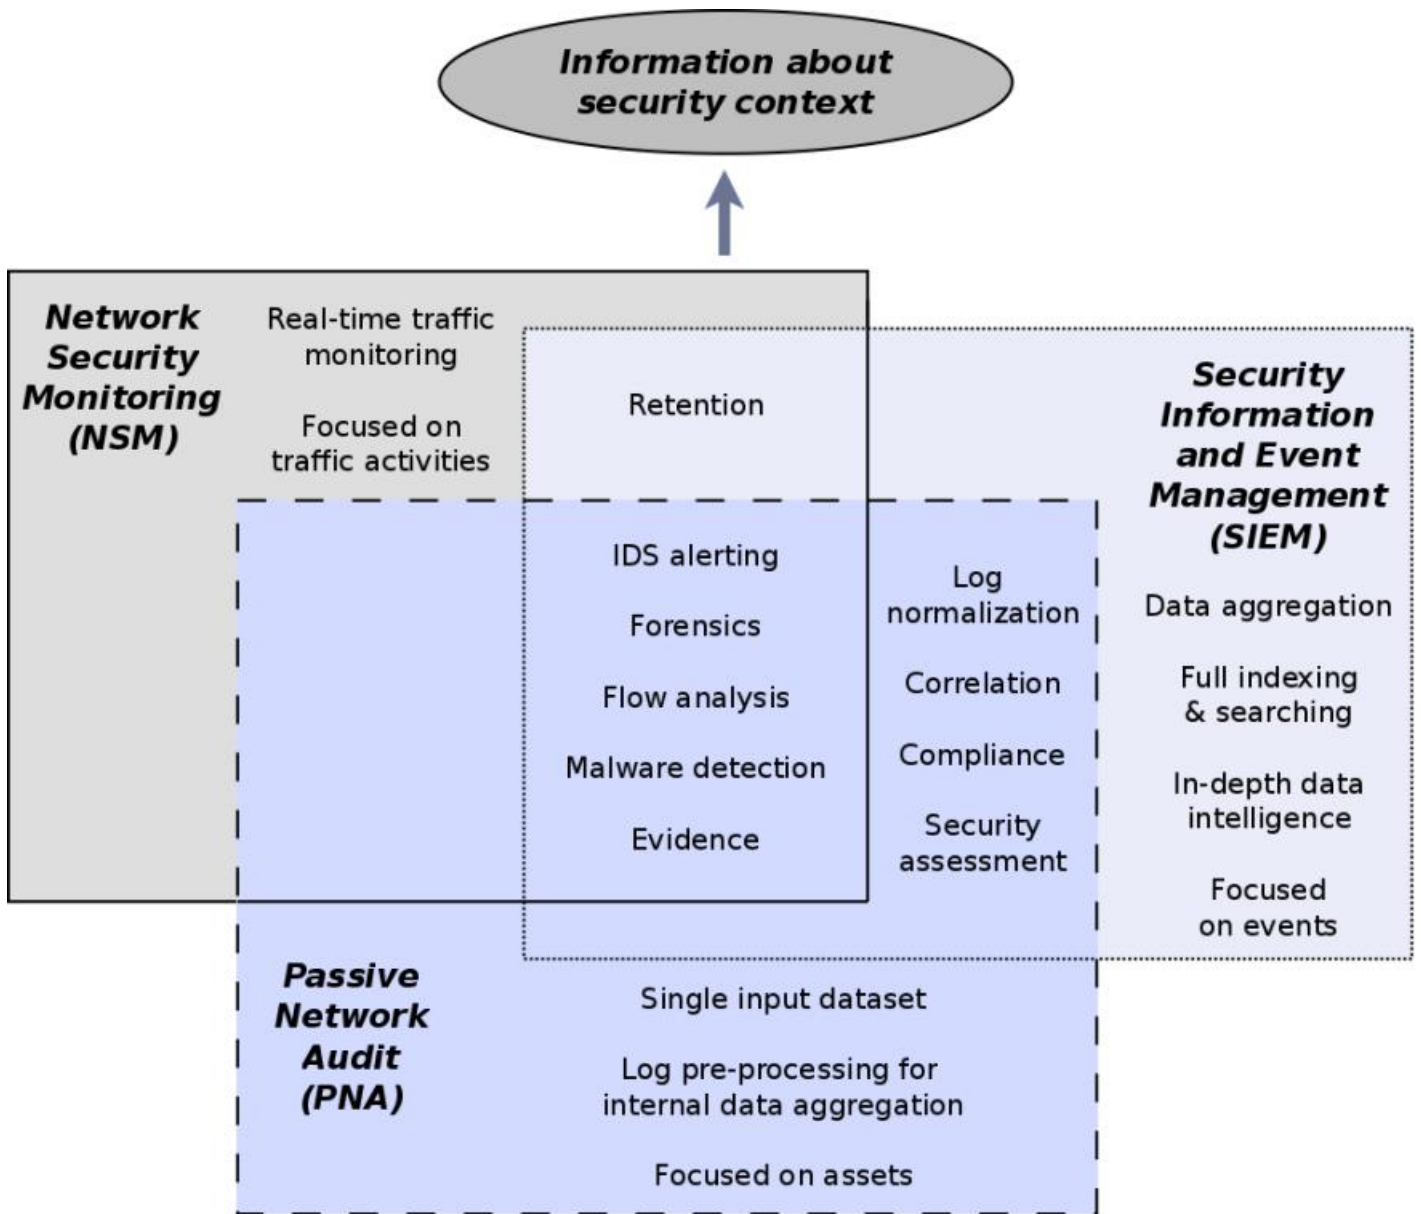 Information about
security context
Network
Security
Monitoring
(NSM)
Real-time traffic
monitoring
Focused on
traffic activities
Retention
Security
Information
and Event
Management
(SIEM)
IDS alerting
Forensics
Flow analysis
Malware detection
Evidence
Log
normalization
Correlation
Compliance
Security
assessment
Data aggregation
Full indexing
& searching
In-depth data
intelligence
Focused
on events
Passive
Network
Audit
(PNA)
Single input dataset
Log pre-processing for
internal data aggregation
Focused on assets